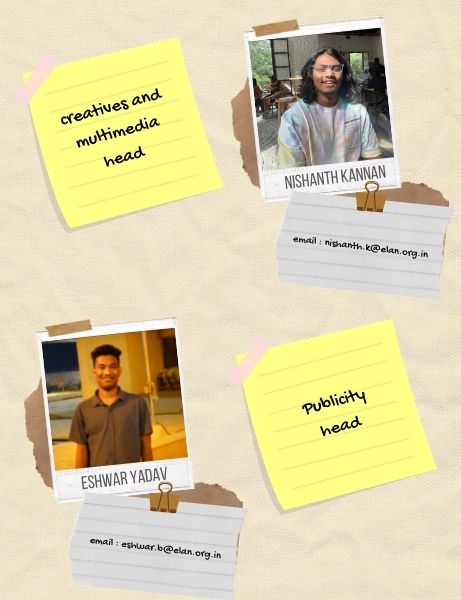 creatives and
multimedia
head
NISHANTH KANNAN
email : nishanth.k@elan.org.in
Publicity
head
ESHWAR YADAV
email : eshwar.b@elan.org.in